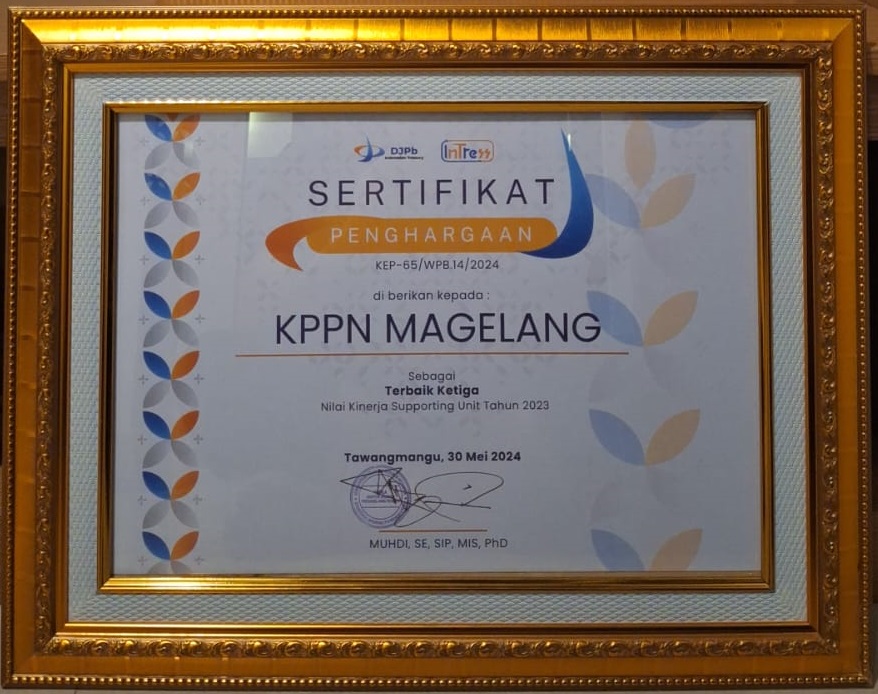 DJPb
InTress
SERTIFIKAT
PENGHARGAAN
KEP-65/WPB.14/2024
di berikan kepada :
KPPN MAGELANG
Sebagai
Terbaik Ketiga
Nilai Kinerja Supporting Unit Tahun 2023
Tawangmangu, 30 Mei 2024
MUHDI, SE, SIP, MIS, PhD